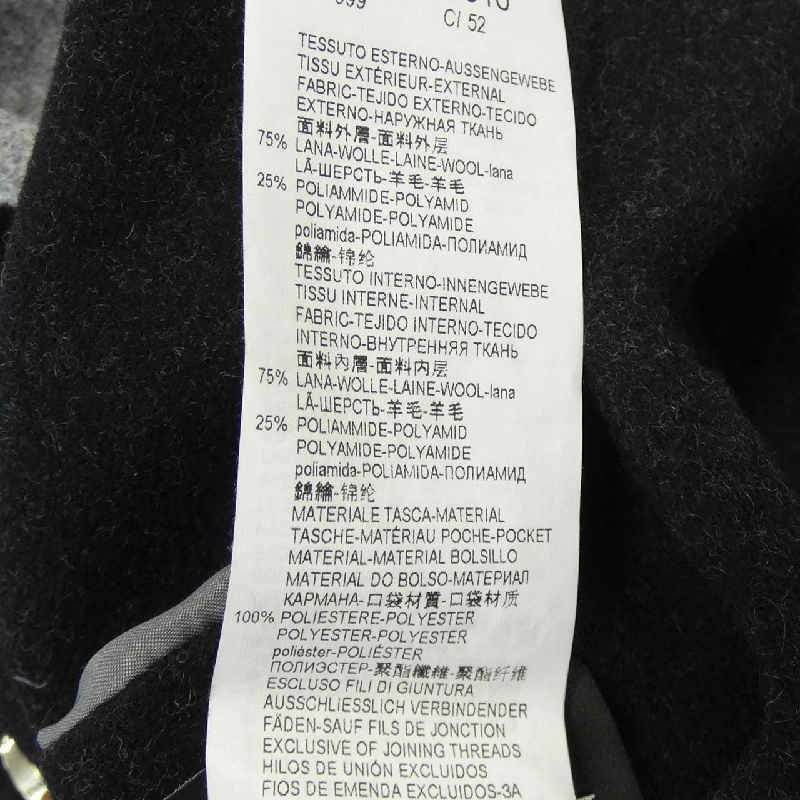 C/ 52
TESSUTO ESTERNO-AUSSENGEWEBE
TISSU EXTÉRIEUR-EXTERNAL
FABRIC-TEJIDO EXTERNO-TECIDO
EXTERNO-НАРУЖНАЯ ТКАНЬ
面料外層-面料外层
75% LANA-WOLLE-LAINE-WOOL-lana
LÃ-ШЕРСТЬ-羊毛-羊毛
25% POLIAMMIDE-POLYAMID
POLYAMIDE-POLYAMIDE
poliamida-POLIAMIDA-ПОЛИАМИД
錦綸-锦纶
TESSUTO INTERNO-INNENGEWEBE
TISSU INTERNE-INTERNAL
FABRIC-TEJIDO INTERNO-TECIDO
INTERNO-ВНУТРЕННЯЯ ТКАНЬ
面料內層-面料内层
75% LANA-WOLLE-LAINE-WOOL-lana
LÃ-ШЕРСТЬ-羊毛-羊毛
25% POLIAMMIDE-POLYAMID
POLYAMIDE-POLYAMIDE
poliamida-POLIAMIDA-ПОЛИАМИД
錦綸-锦纶
MATERIALE TASCA-MATERIAL
TASCHE-MATÉRIAU POCHE-POCKET
MATERIAL-MATERIAL BOLSILLO
MATERIAL DO BOLSO-МАТЕРИАЛ
КАРМАНА-口袋材質-口袋材质
100% POLIESTERE-POLYESTER
POLYESTER-POLYESTER
poliéster-POLIÉSTER
ПОЛИЭСТЕР-聚酯纖維-聚酯纤维
ESCLUSO FILI DI GIUNTURA
AUSSCHLIESSLICH VERBINDENDER
FÄDEN-SAUF FILS DE JONCTION
EXCLUSIVE OF JOINING THREADS
HILOS DE UNIÓN EXCLUIDOS
FIOS DE EMENDA EXCLUIDOS-ЗА